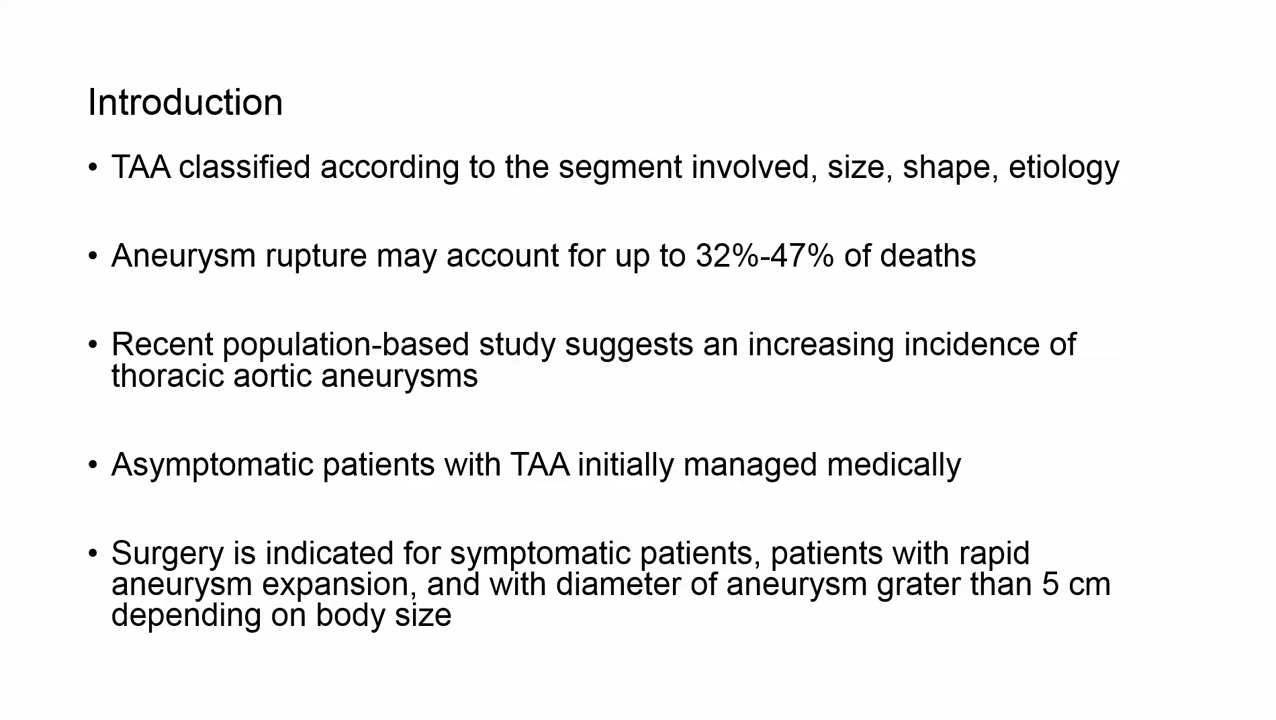 Introduction
• TAA classified according to the segment involved, size, shape, etiology
• Aneurysm rupture may account for up to 32%-47% of deaths
• Recent population-based study suggests an increasing incidence of
thoracic aortic aneurysms
• Asymptomatic patients with TAA initially managed medically
• Surgery is indicated for symptomatic patients, patients with rapid
aneurysm expansion, and with diameter of aneurysm grater than 5 cm
depending on body size